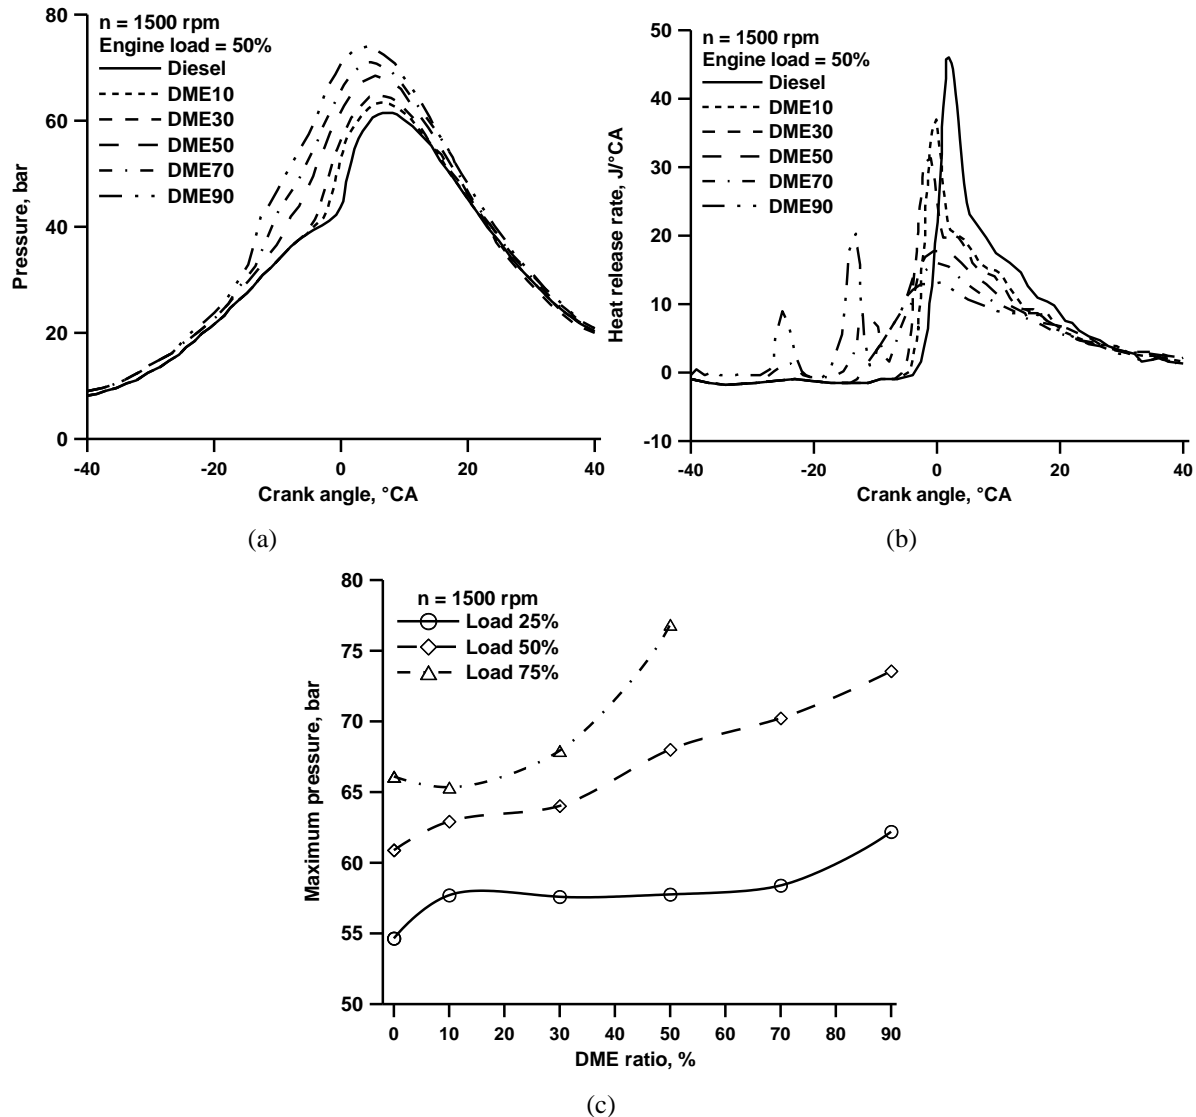 n = 1500 rpm
Engine load = 50%
Diesel
DME10
DME30
DME50
DME70
DME90
80
60
40
20
0
Pressure, bar
-40
-20
0
20
40
Crank angle, °CA
(a)
n = 1500 rpm
Engine load = 50%
Diesel
DME10
DME30
DME50
DME70
DME90
50
40
30
20
10
0
-10
Heat release rate, J/°CA
-40
-20
0
20
40
Crank angle, °CA
(b)
n = 1500 rpm
Load 25%
Load 50%
Load 75%
80
75
70
65
60
55
50
Maximum pressure, bar
0
10
20
30
40
50
60
70
80
90
DME ratio, %
(c)